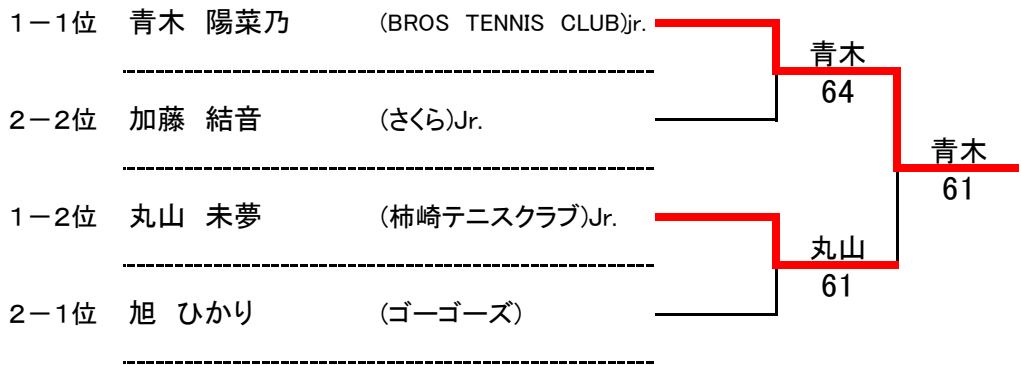 1－1位 青木 陽菜乃 (BROS TENNIS CLUB)jr.
青木
64
2－2位 加藤 結音 (さくら)Jr.
青木
61
1－2位 丸山 未夢 (柿崎テニスクラブ)Jr.
丸山
61
2－1位 旭 ひかり (ゴーゴーズ)